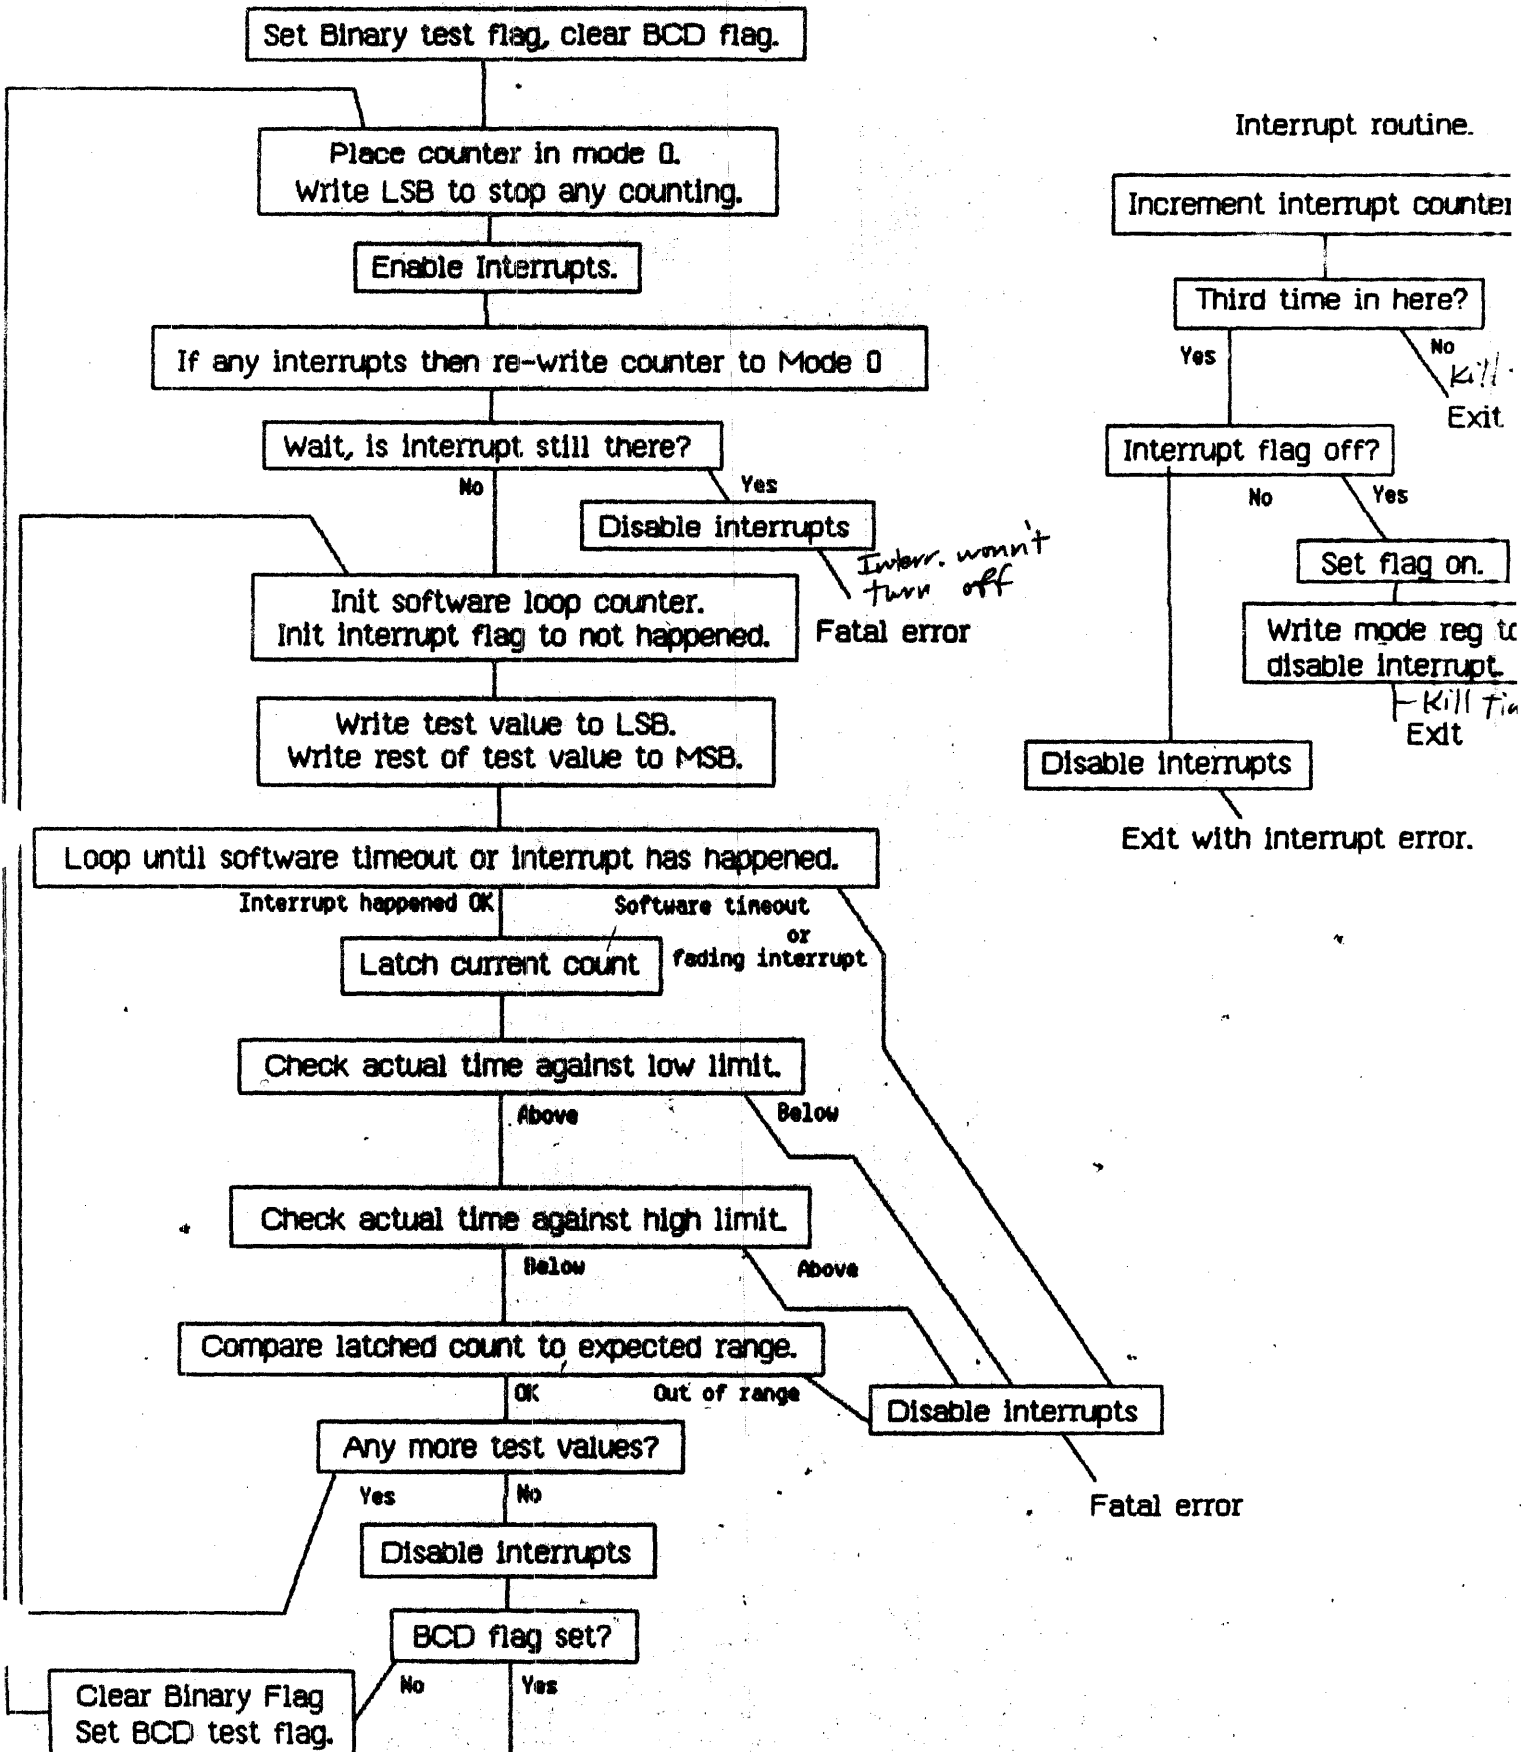 Set Binary test flag, clear BCD flag.
Place counter in mode 0.
Write LSB to stop any counting.
Enable Interrupts.
If any interrupts then re-write counter to Mode 0
Wait, is interrupt still there?
No
Yes
Disable interrupts
Interr. wonn't
turn off
Fatal error
Init software loop counter.
Init interrupt flag to not happened.
Write test value to LSB.
Write rest of test value to MSB.
Loop until software timeout or interrupt has happened.
Interrupt happened OK
Software timeout
or
fading interrupt
Latch current count
Check actual time against low limit.
Above
Below
Check actual time against high limit.
Below
Above
Compare latched count to expected range.
OK
Out of range
Disable interrupts
Fatal error
Any more test values?
Yes
No
Disable interrupts
BCD flag set?
No
Yes
Clear Binary Flag
Set BCD test flag.
Interrupt routine.
Increment interrupt counter
Third time in here?
Yes
No
Kill
Exit
Interrupt flag off?
No
Yes
Set flag on.
Write mode reg to
disable interrupt.
Kill
Exit
Disable interrupts
Exit with interrupt error.